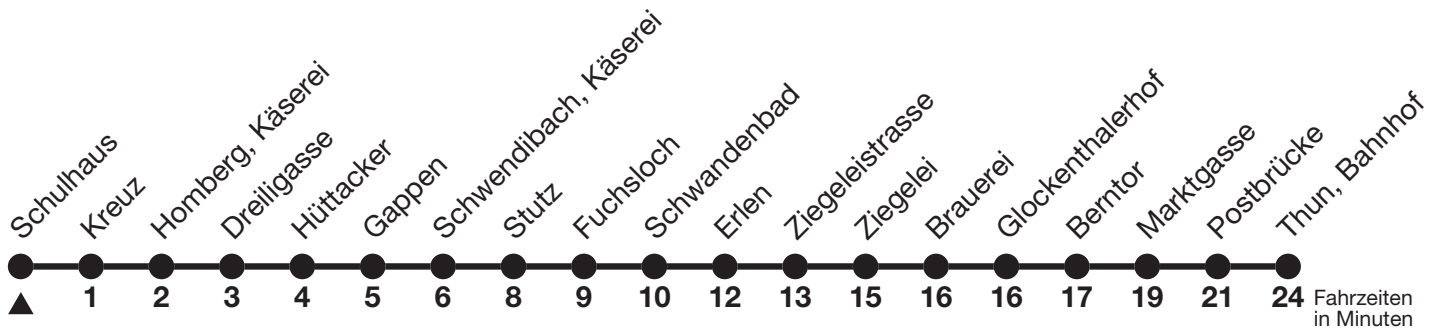 Schulhaus
Kreuz
Homberg, Käserei
Dreiligasse
Hüttacker
Gappen
Schwendibach, Käserei
Stutz
Fuchsloch
Schwandenbad
Erlen
Ziegeleistrasse
Ziegelei
Brauerei
Glockenthalerhof
Berntor
Marktgasse
Postbrücke
Thun, Bahnhof
1 2 3 4 5 6 8 9 10 12 13 15 16 16 17 19 21 24 Fahrzeiten
in Minuten